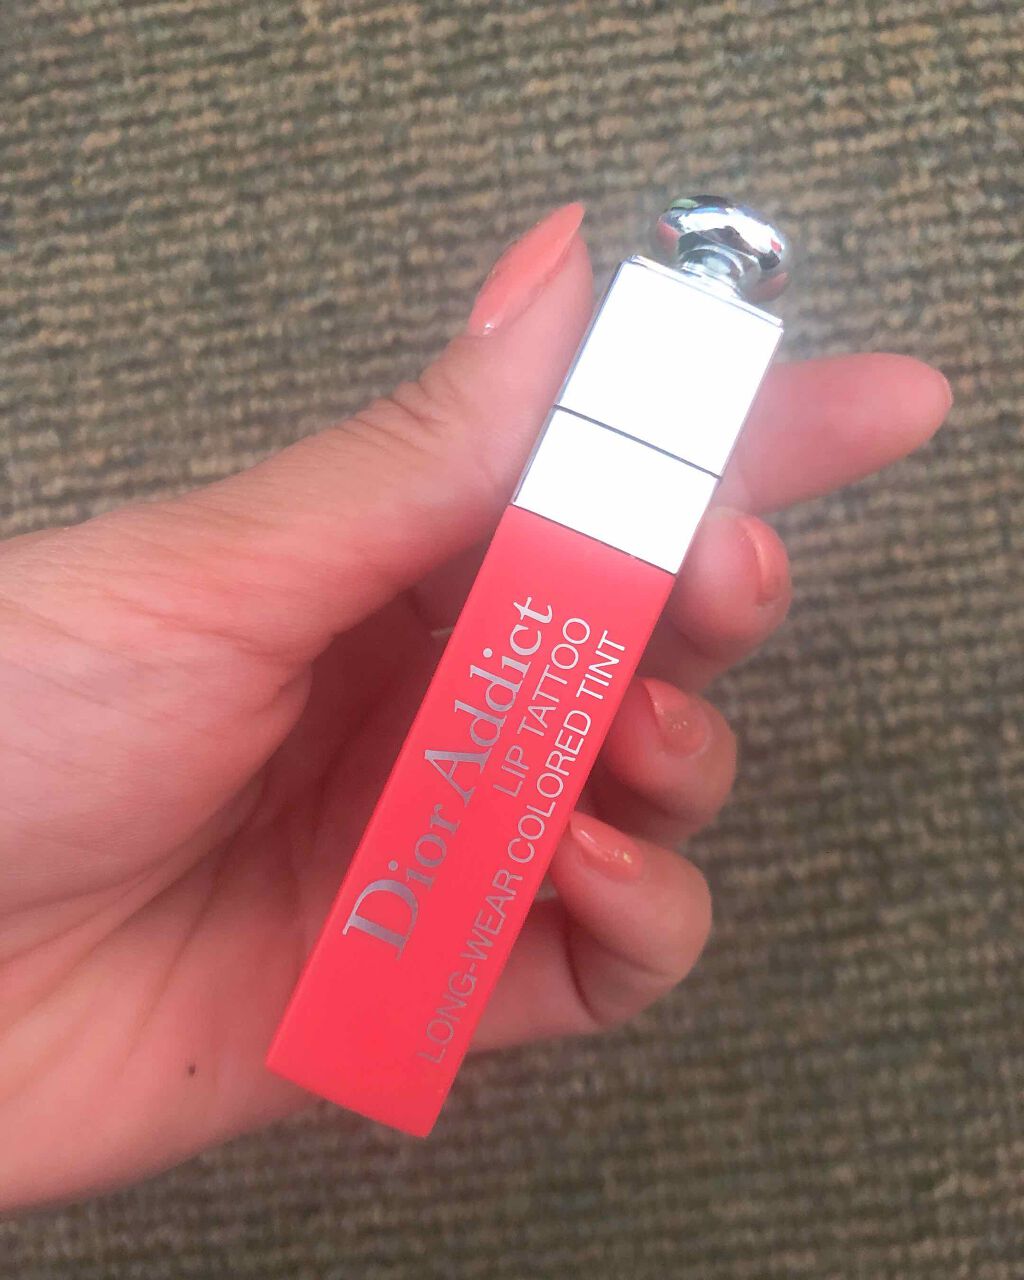 Dior Addict
LIP TATTOO
LONG-WEAR COLORED TINT